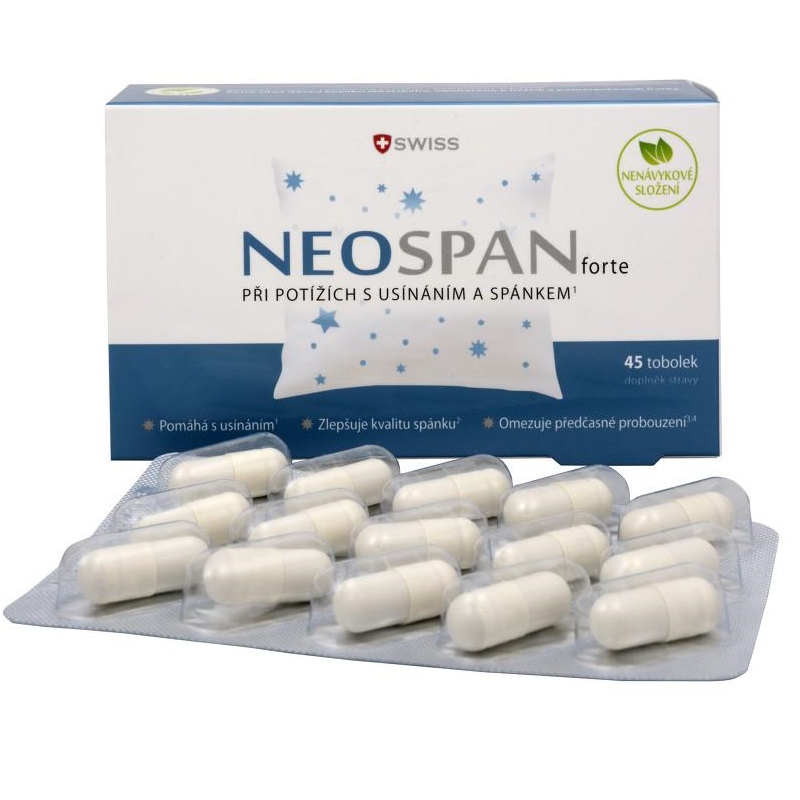 SWISS
NENÁVYKOVÉ
SLOŽENÍ
NEOSPAN forte
PŘI POTÍŽÍCH S USÍNÁNÍM A SPÁNKEM¹
45 tobolek
doplněk stravy
Pomáhá s usínáním¹ Zlepšuje kvalitu spánku² Omezuje předčasné probouzení³,⁴